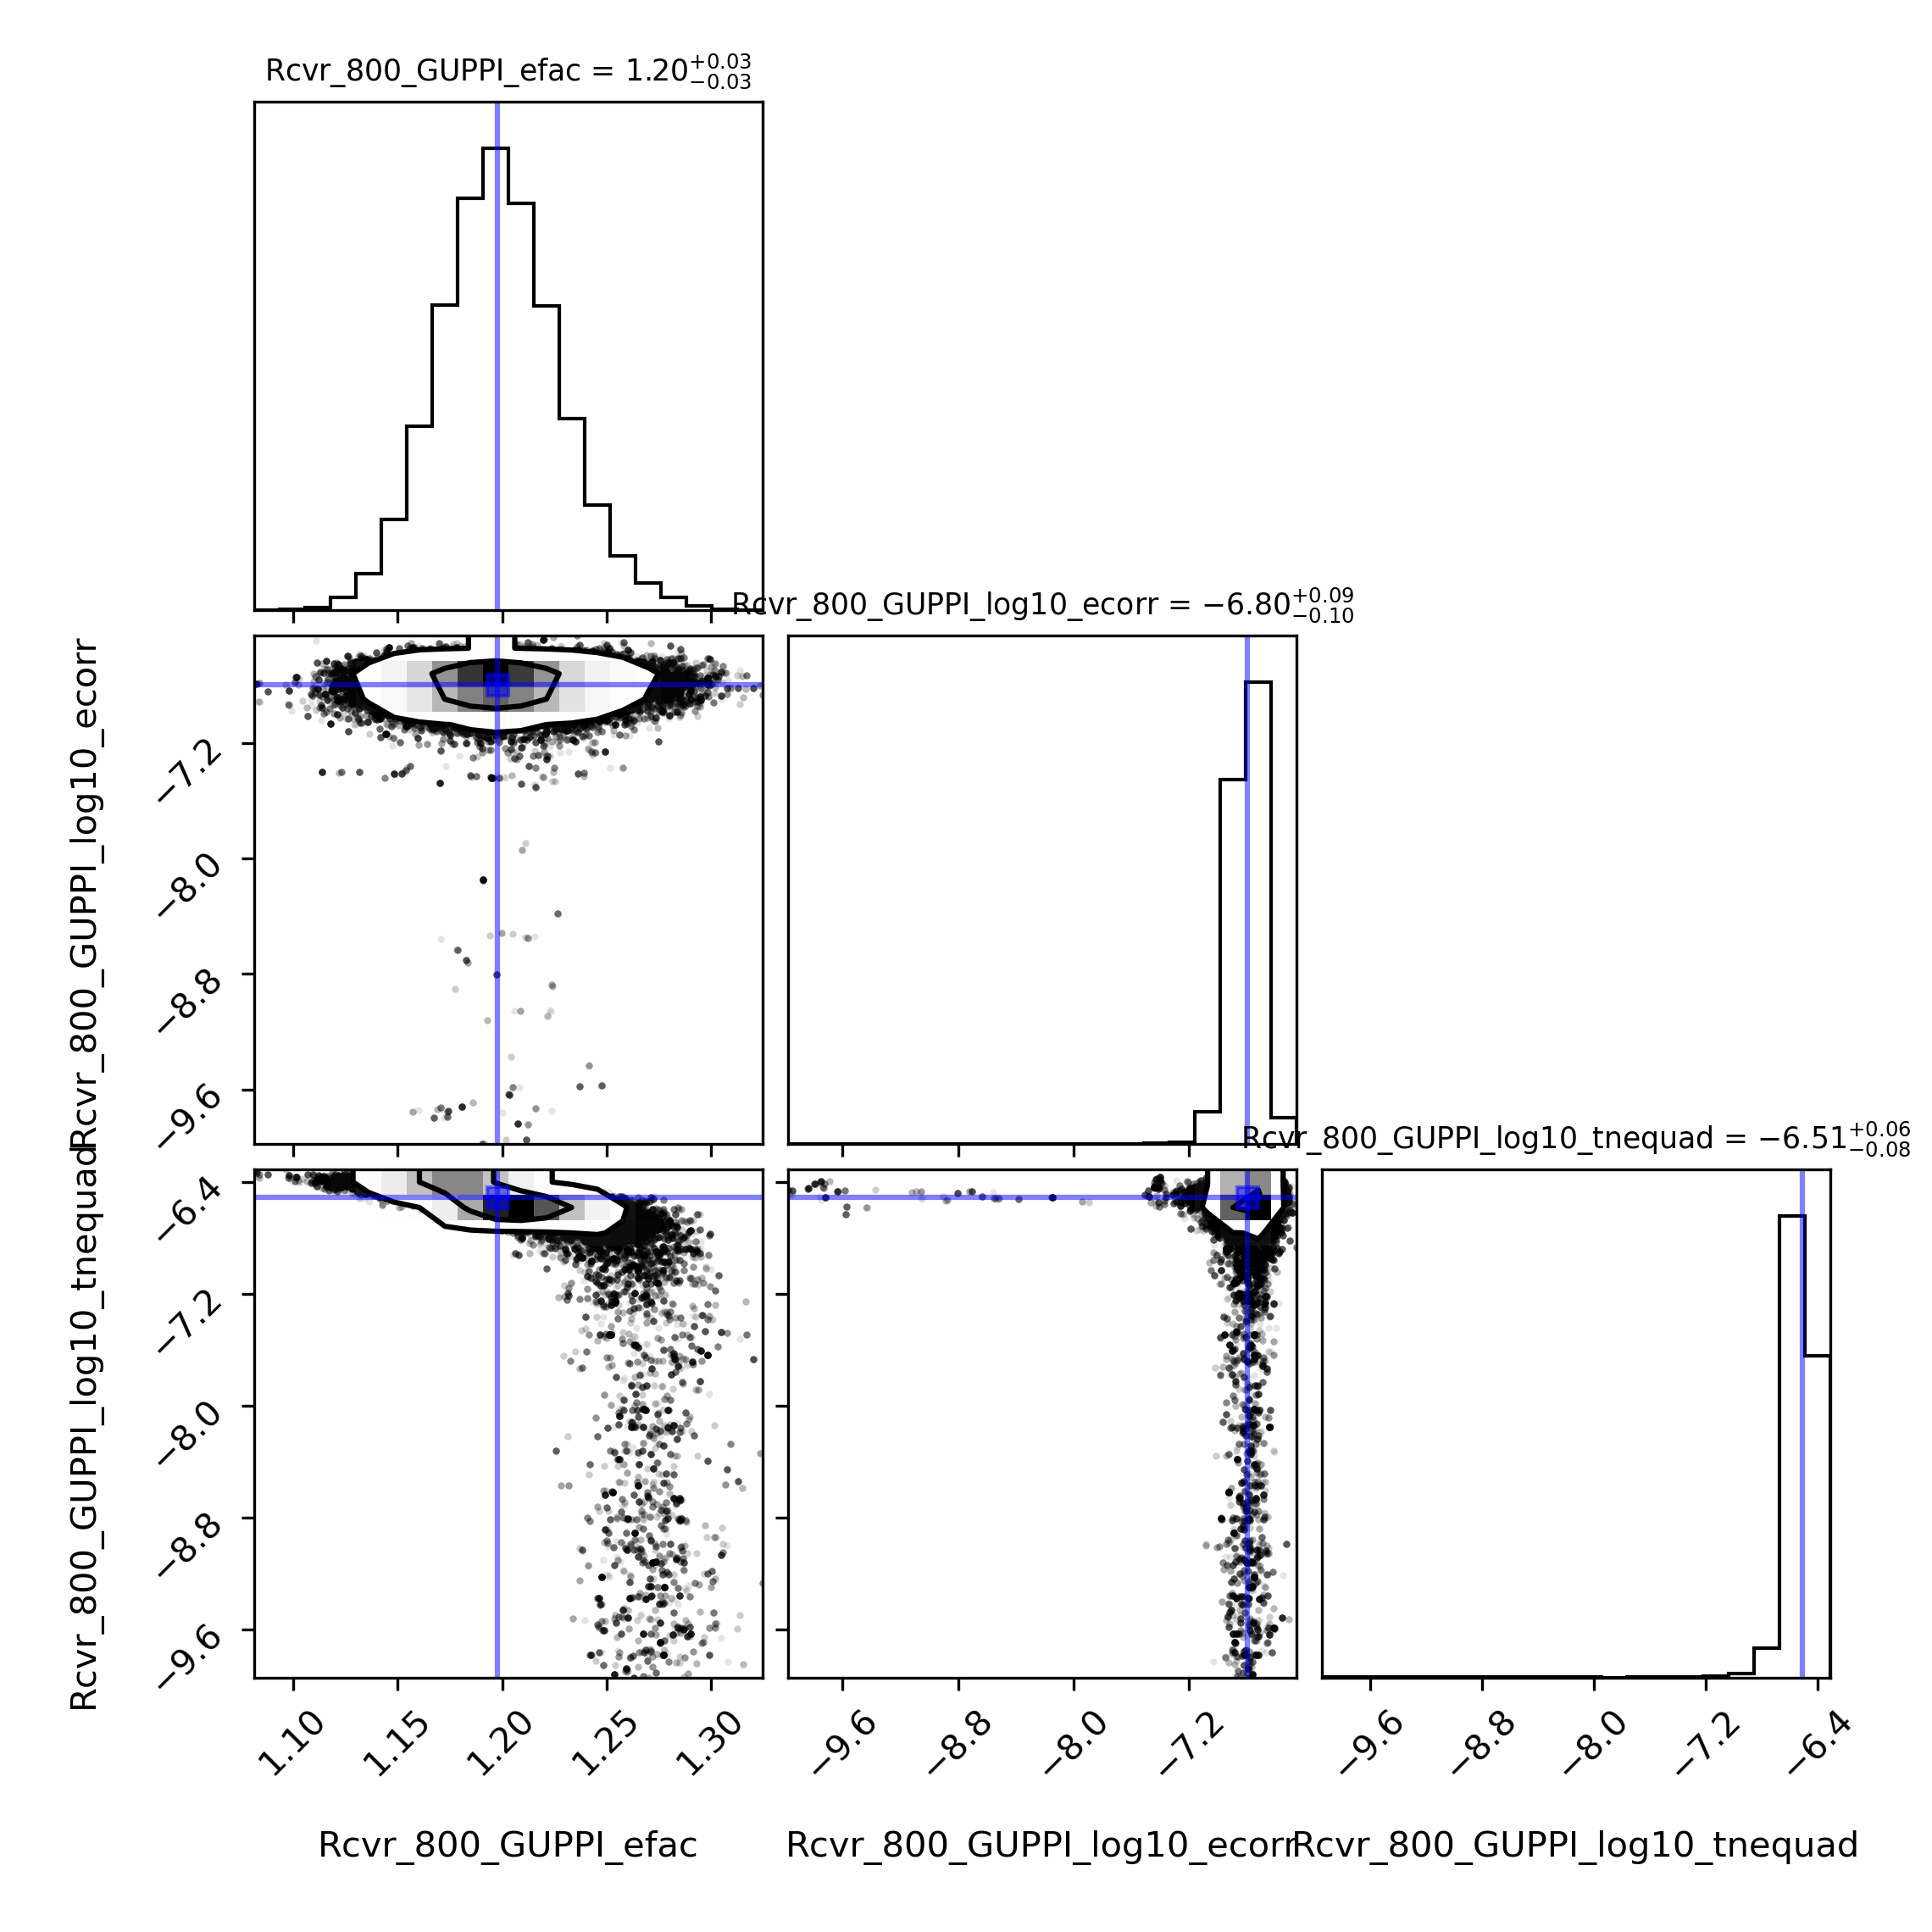 Rcvr_800_GUPPI_efac = 1.20+0.03 −0.03
Rcvr_800_GUPPI_log10_ecorr = −6.80+0.09 −0.10
Rcvr_800_GUPPI_log10_ecorr
−7.2
−8.0
−8.8
−9.6
Rcvr_800_GUPPI_log10_tnequad = −6.51+0.06 −0.08
Rcvr_800_GUPPI_log10_tnequad
−6.4
−7.2
−8.0
−8.8
−9.6
1.10 1.15 1.20 1.25 1.30
−9.6 −8.8 −8.0 −7.2
−9.6 −8.8 −8.0 −7.2 −6.4
Rcvr_800_GUPPI_efac
Rcvr_800_GUPPI_log10_ecorr
Rcvr_800_GUPPI_log10_tnequad